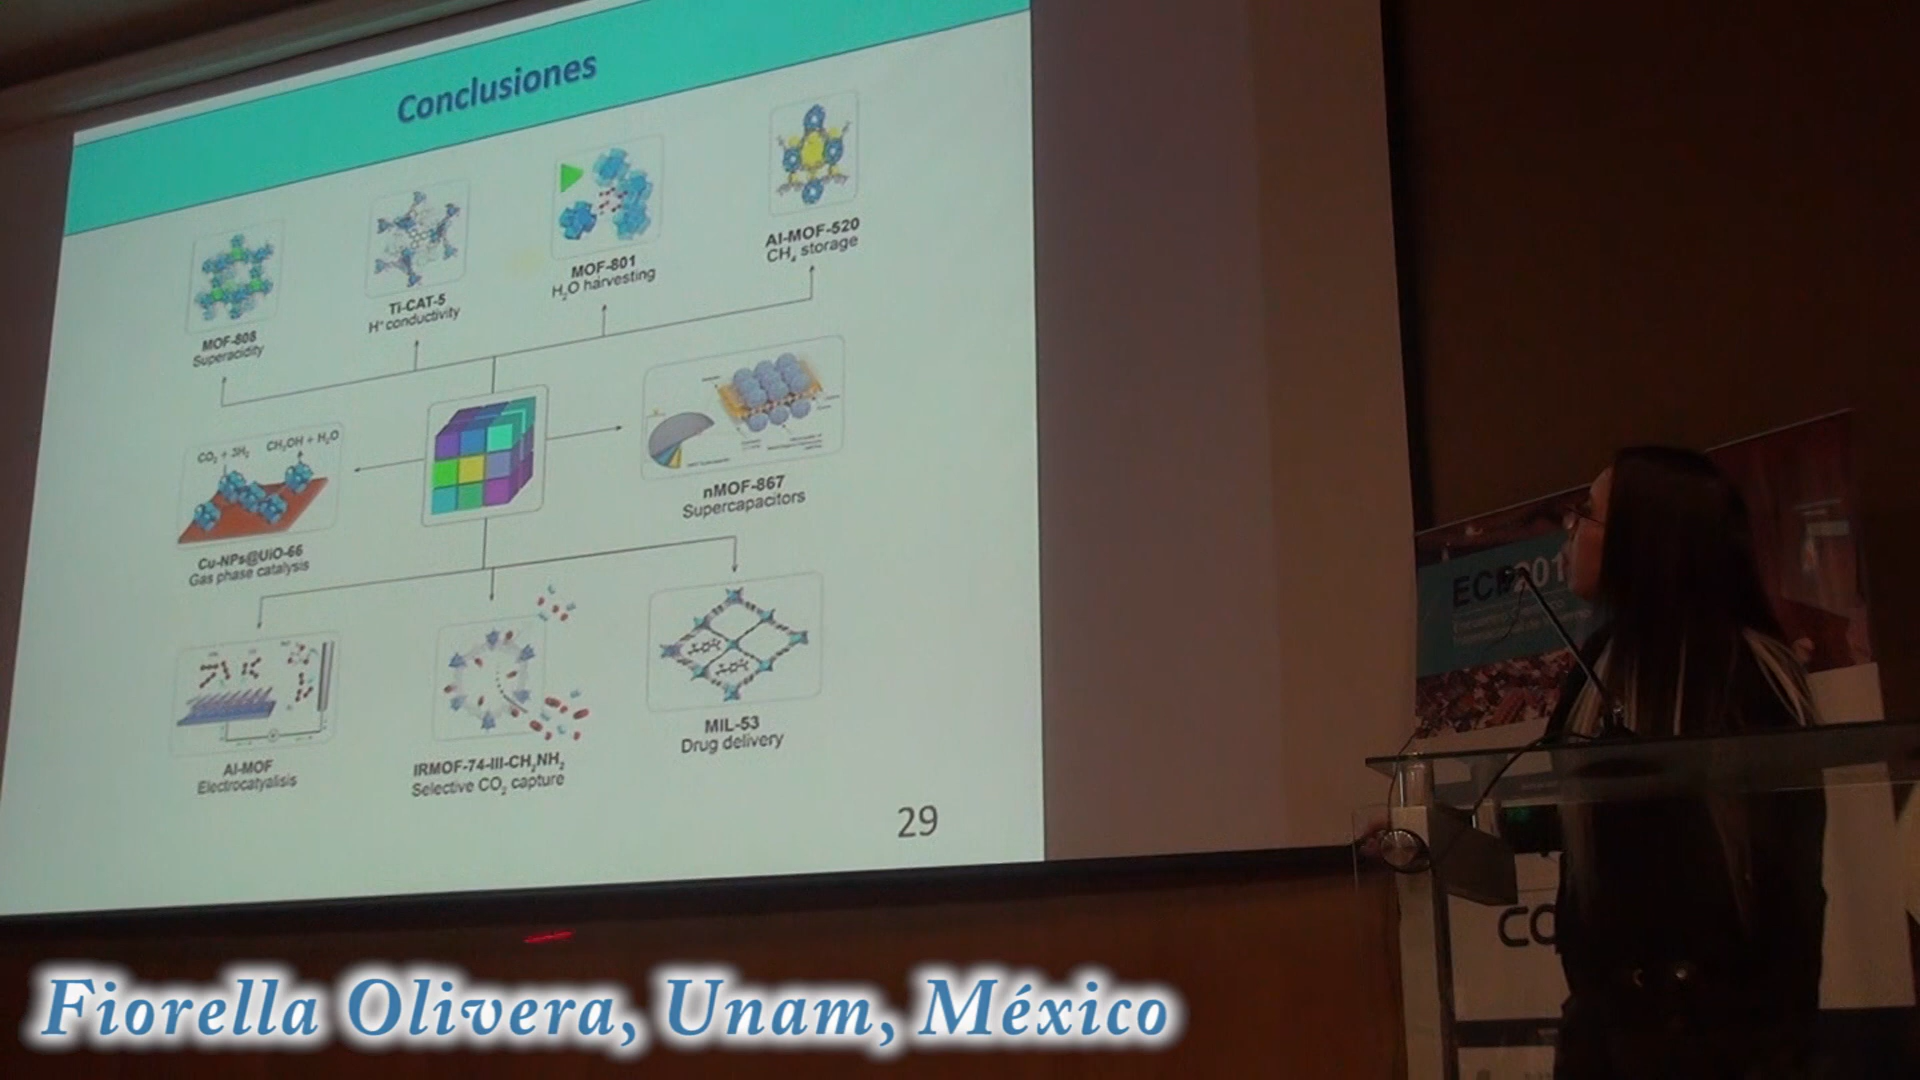 Conclusiones
MOF-808
Superacidity
Ti-CAT-5
H⁺ conductivity
MOF-801
H₂O harvesting
Al-MOF-520
CH₄ storage
CO₂ + 3H₂
CH₃OH + H₂O
Cu-NPs@UiO-66
Gas phase catalysis
nMOF-867
Supercapacitors
Al-MOF
Electrocatyalisis
IRMOF-74-III-CH₂NH₂
Selective CO₂ capture
MIL-53
Drug delivery
29
CO
Fiorella Olivera, Unam, México